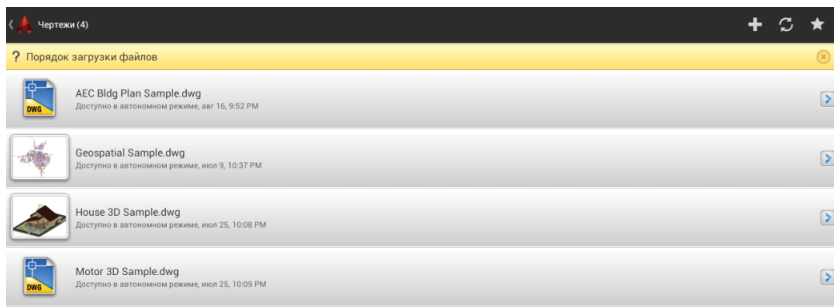 Чертежи (4)
? Порядок загрузки файлов
DWG
AEC Bldg Plan Sample.dwg
Доступно в автономном режиме, авг 16, 9:52 PM
Geospatial Sample.dwg
Доступно в автономном режиме, июл 9, 10:37 PM
House 3D Sample.dwg
Доступно в автономном режиме, июл 25, 10:08 PM
DWG
Motor 3D Sample.dwg
Доступно в автономном режиме, июл 25, 10:09 PM